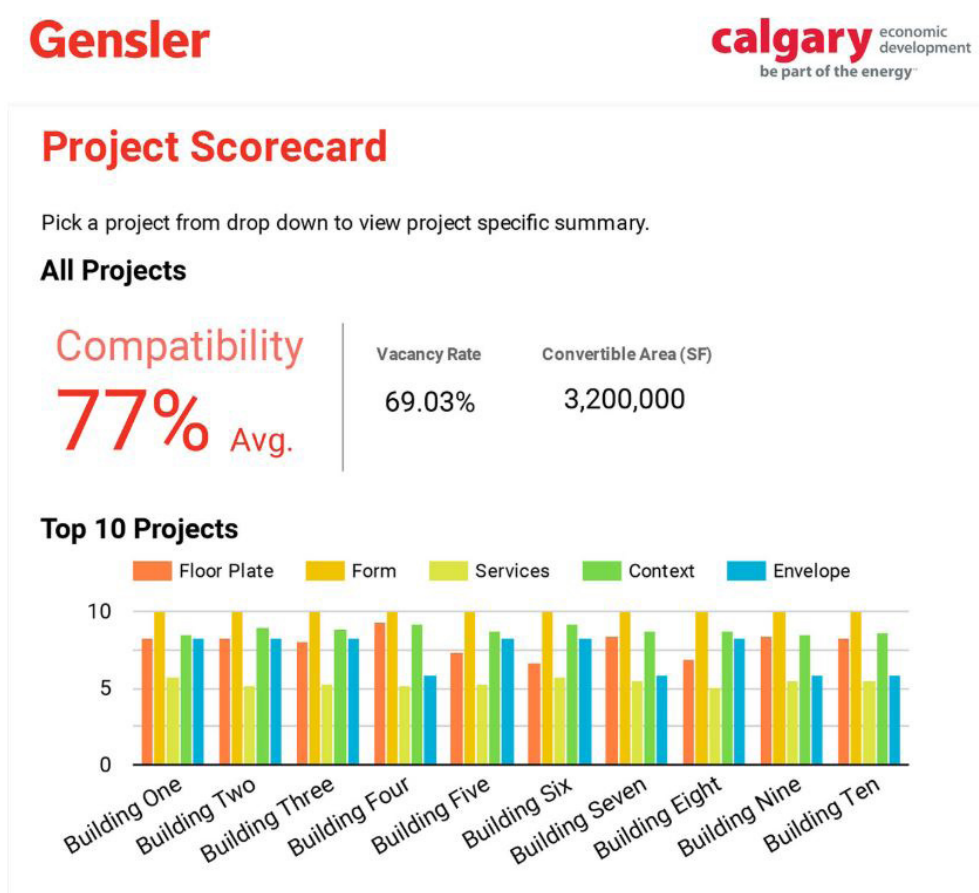 Gensler
calgary economic development
be part of the energy™
Project Scorecard
Pick a project from drop down to view project specific summary.
All Projects
Compatibility
77% Avg.
Vacancy Rate
69.03%
Convertible Area (SF)
3,200,000
Top 10 Projects
Floor Plate Form Services Context Envelope
10
5
0
Building One
Building Two
Building Three
Building Four
Building Five
Building Six
Building Seven
Building Eight
Building Nine
Building Ten